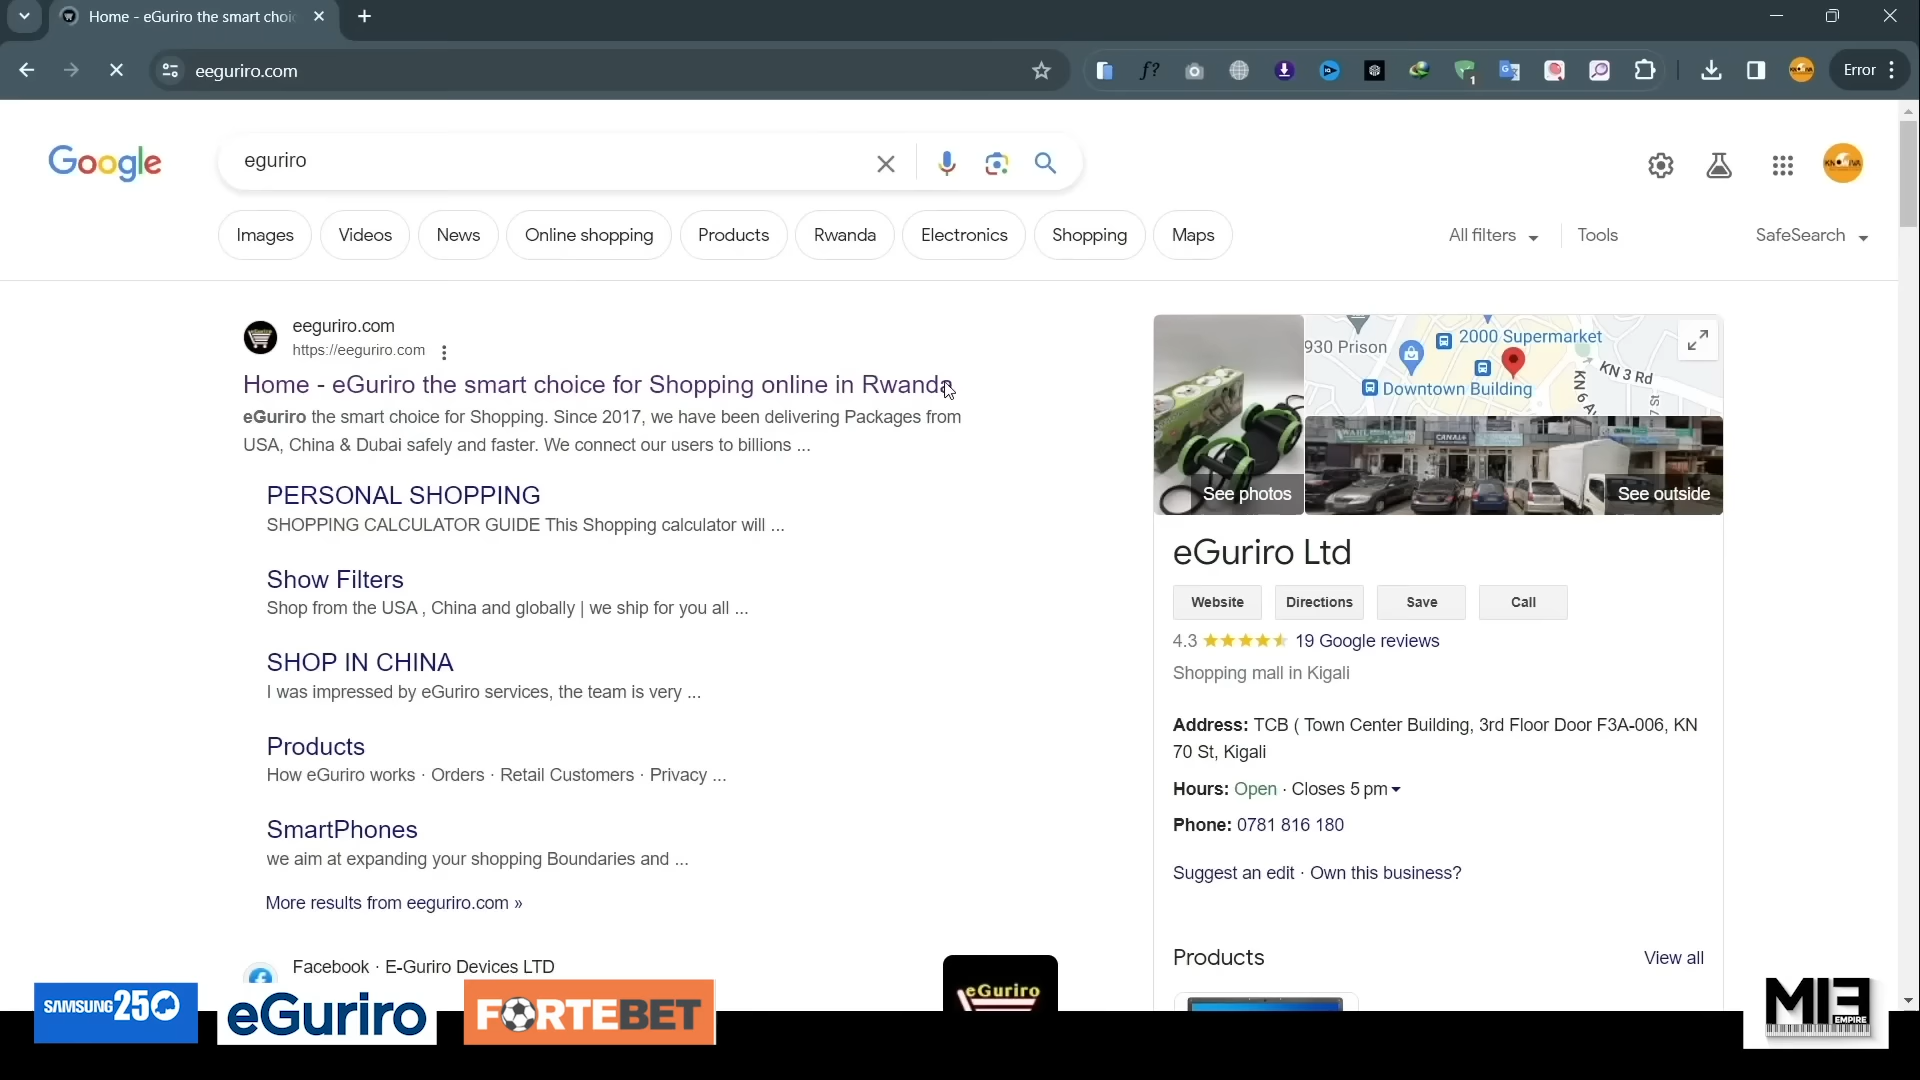 Home - eGuriro the smart choi
eeguriro.com
Error
Google
eguriro
Images
Videos
News
Online shopping
Products
Rwanda
Electronics
Shopping
Maps
All filters
Tools
SafeSearch
eeguriro.com
https://eeguriro.com
Home - eGuriro the smart choice for Shopping online in Rwanda
eGuriro the smart choice for Shopping. Since 2017, we have been delivering Packages from
USA, China & Dubai safely and faster. We connect our users to billions ...
PERSONAL SHOPPING
SHOPPING CALCULATOR GUIDE This Shopping calculator will ...
Show Filters
Shop from the USA , China and globally | we ship for you all ...
SHOP IN CHINA
I was impressed by eGuriro services, the team is very ...
Products
How eGuriro works · Orders · Retail Customers · Privacy ...
SmartPhones
we aim at expanding your shopping Boundaries and ...
More results from eeguriro.com »
Facebook · E-Guriro Devices LTD
eGuriro
930 Prison
2000 Supermarket
Downtown Building
KN 3 Rd
KN 6 Av
7 St
CANAL+
See photos
See outside
eGuriro Ltd
Website
Directions
Save
Call
4.3
19 Google reviews
Shopping mall in Kigali
Address: TCB ( Town Center Building, 3rd Floor Door F3A-006, KN
70 St, Kigali
Hours: Open · Closes 5 pm
Phone: 0781 816 180
Suggest an edit · Own this business?
Products
View all
SAMSUNG250
eGuriro
FORTEBET
MIE
EMPIRE